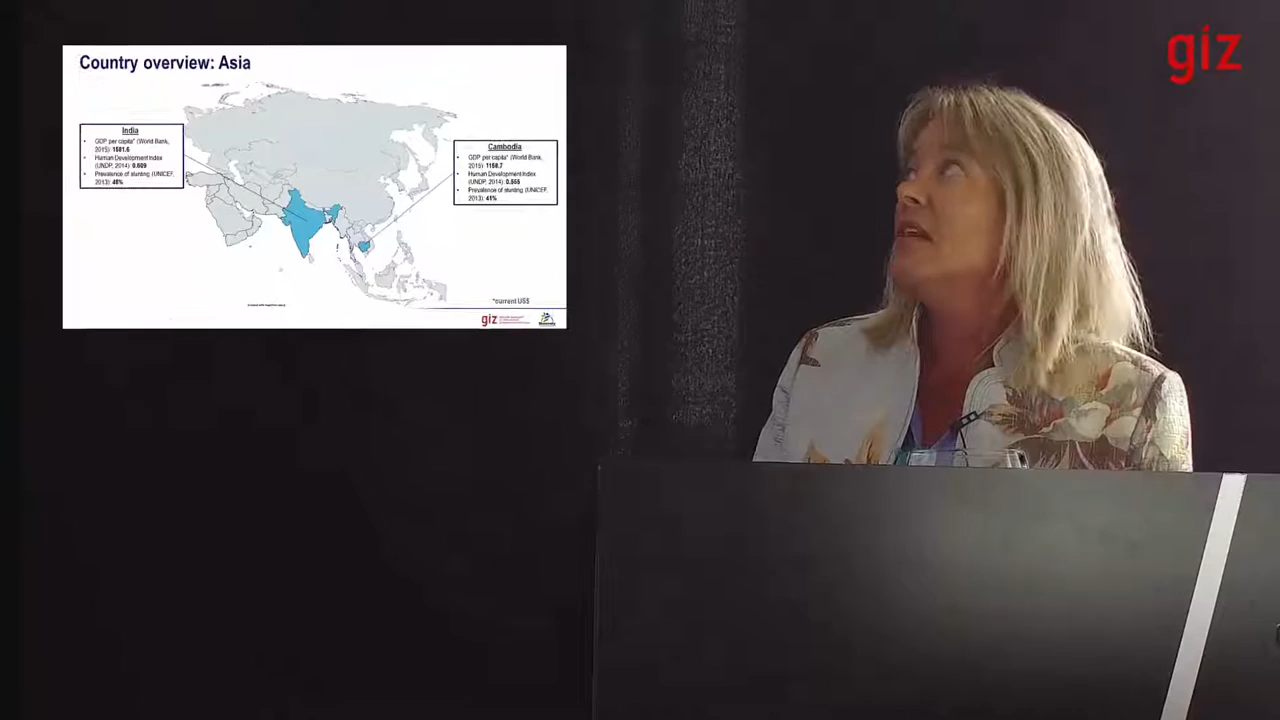 giz
Country overview: Asia
India
• GDP per capita* (World Bank,
2015): 1581.6
• Human Development Index
(UNDP, 2014): 0.609
• Prevalence of stunting (UNICEF,
2013): 48%
Cambodia
• GDP per capita* (World Bank,
2015): 1158.7
• Human Development Index
(UNDP, 2014): 0.555
• Prevalence of stunting (UNICEF,
2013): 41%
*current US$
giz